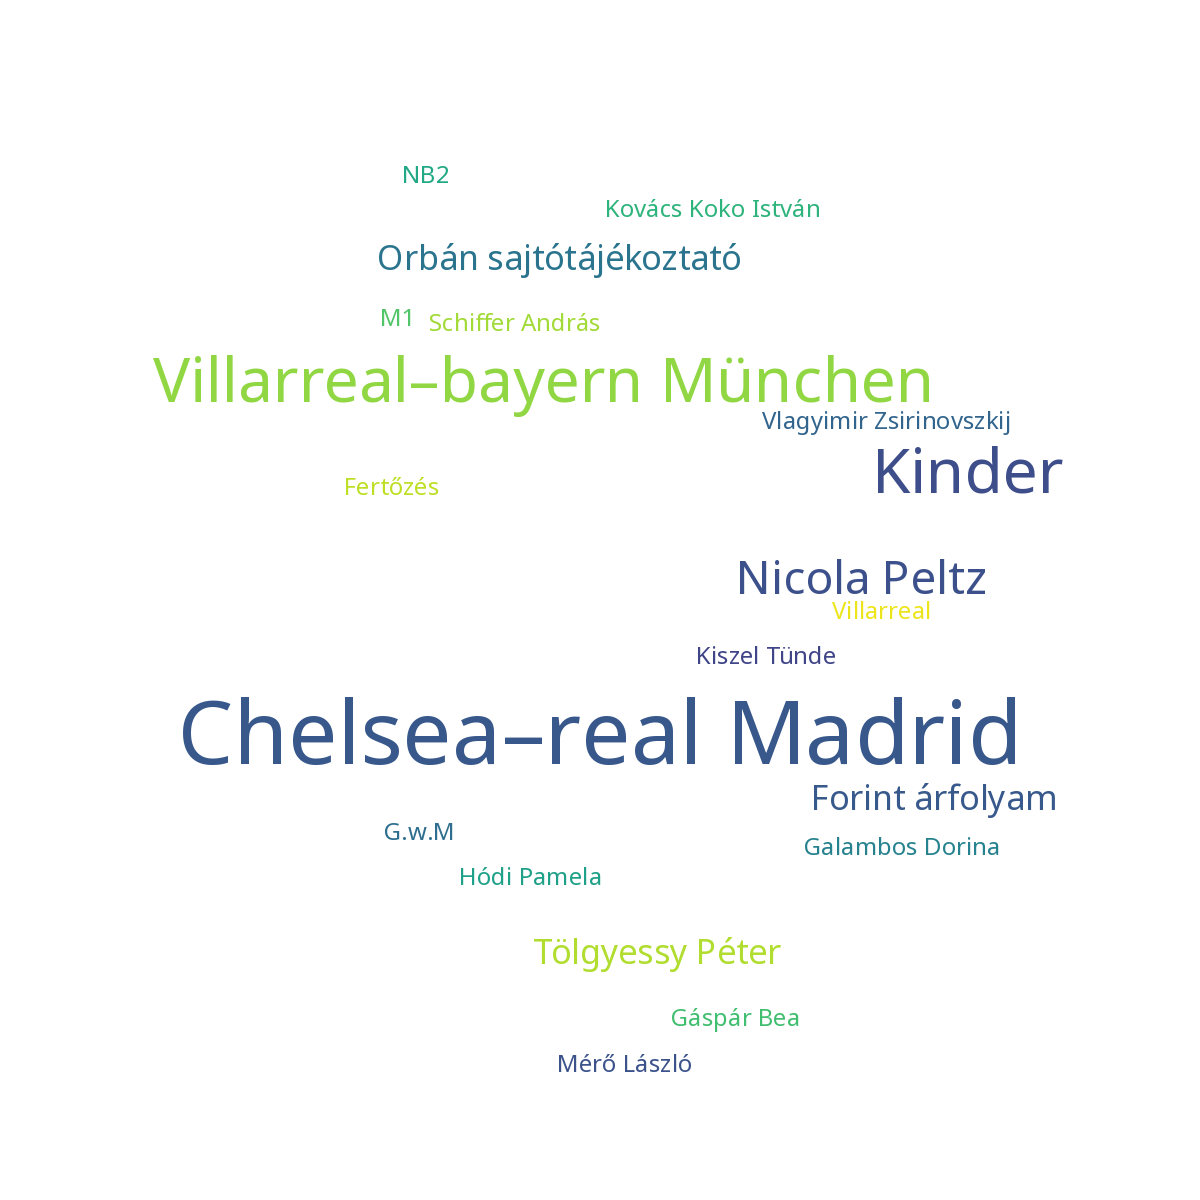 NB2
Kovács Koko István
Orbán sajtótájékoztató
M1
Schiffer András
Villarreal–bayern München
Vlagyimir Zsirinovszkij
Kinder
Fertőzés
Nicola Peltz
Villarreal
Kiszel Tünde
Chelsea–real Madrid
Forint árfolyam
G.w.M
Galambos Dorina
Hódi Pamela
Tölgyessy Péter
Gáspár Bea
Mérő László